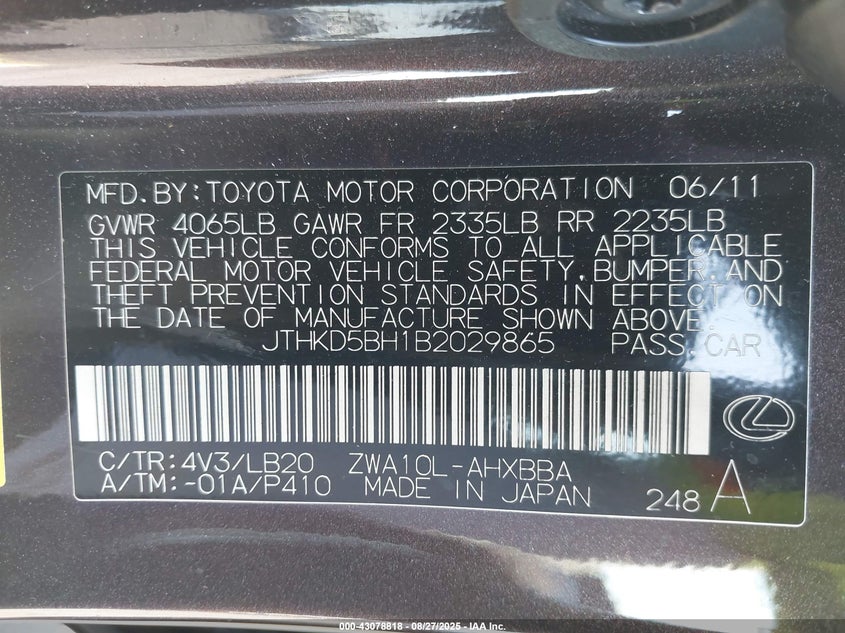 MFD.BY:TOYOTA MOTOR CORPORATION 06/11
GVWR 4065LB GAWR FR 2335LB RR 2235LB
THIS VEHICLE CONFORMS TO ALL APPLICABLE
FEDERAL MOTOR VEHICLE SAFETY, BUMPER, AND
THEFT PREVENTION STANDARDS IN EFFECT ON
THE DATE OF MANUFACTURE SHOWN ABOVE.
JTHKD5BH1B2029865 PASS.CAR
C/TR:4V3/LB20 ZWA10L-AHXBBA
A/TM:-01A/P410 MADE IN JAPAN 248 A
000-43078818 - 08/27/2025 - IAA Inc.